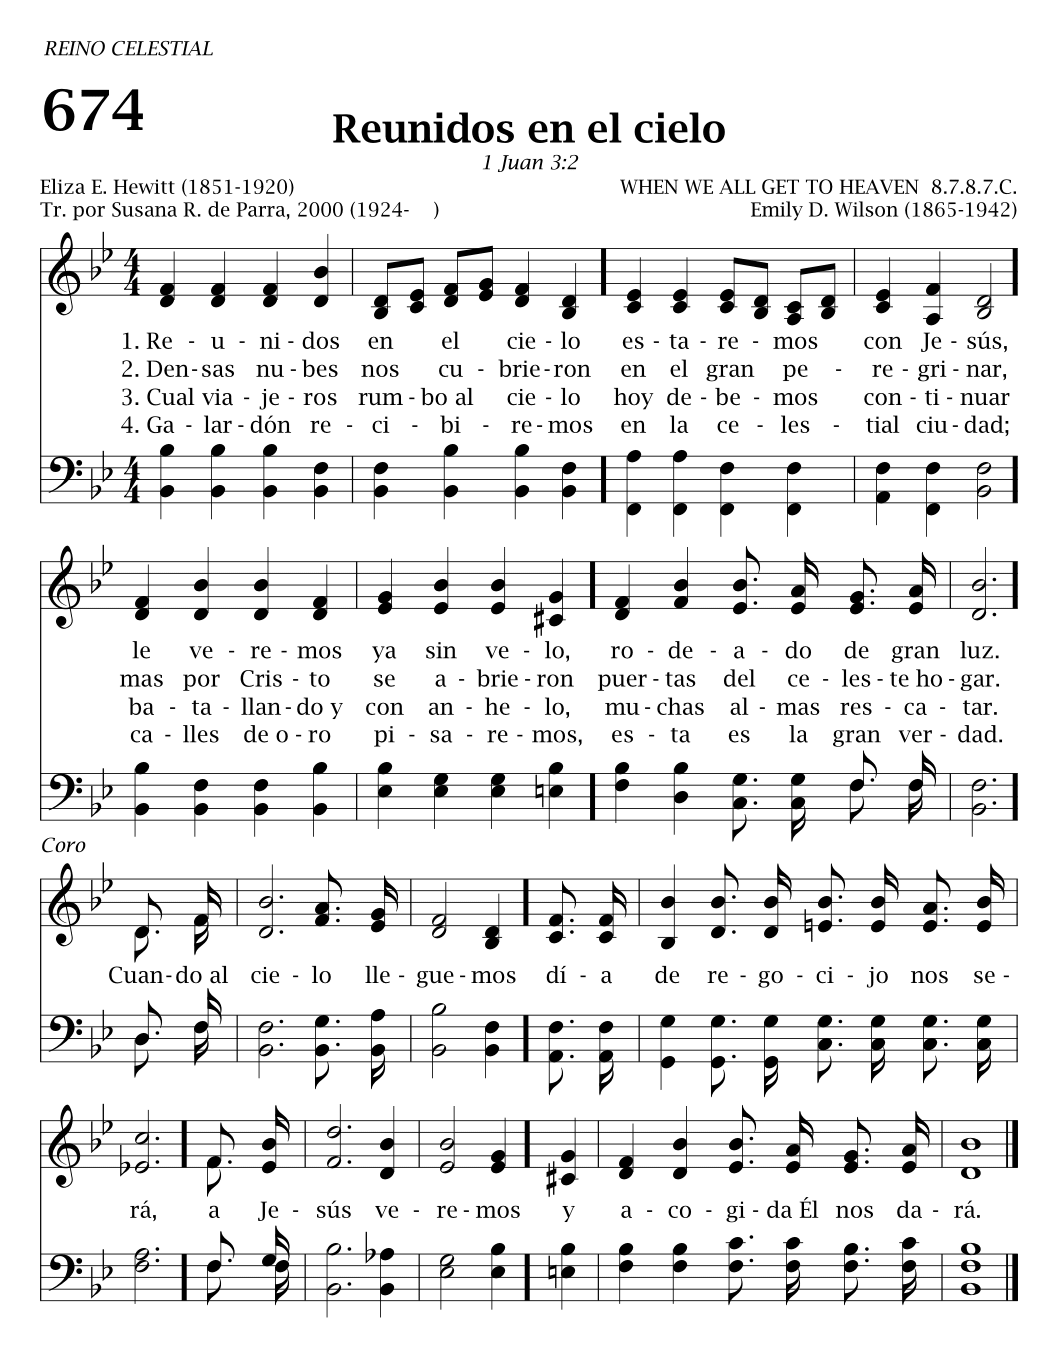 REINO CELESTIAL
674
Reunidos en el cielo
1 Juan 3:2
Eliza E. Hewitt (1851-1920)
WHEN WE ALL GET TO HEAVEN 8.7.8.7.C.
Tr. por Susana R. de Parra, 2000 (1924-    )
Emily D. Wilson (1865-1942)
1. Re - u - ni - dos en el cie - lo es - ta - re - mos con Je - sús,
2. Den - sas nu - bes nos cu - brie - ron en el gran pe - re - gri - nar,
3. Cual via - je - ros rum - bo al cie - lo hoy de - be - mos con - ti - nuar
4. Ga - lar - dón re - ci - bi - re - mos en la ce - les - tial ciu - dad;
le ve - re - mos ya sin ve - lo, ro - de - a - do de gran luz.
mas por Cris - to se a - brie - ron puer - tas del ce - les - te ho - gar.
ba - ta - llan - do y con an - he - lo, mu - chas al - mas res - ca - tar.
ca - lles de o - ro pi - sa - re - mos, es - ta es la gran ver - dad.
Coro
Cuan - do al cie - lo lle - gue - mos dí - a de re - go - ci - jo nos se -
rá, a Je - sús ve - re - mos y a - co - gi - da Él nos da - rá.